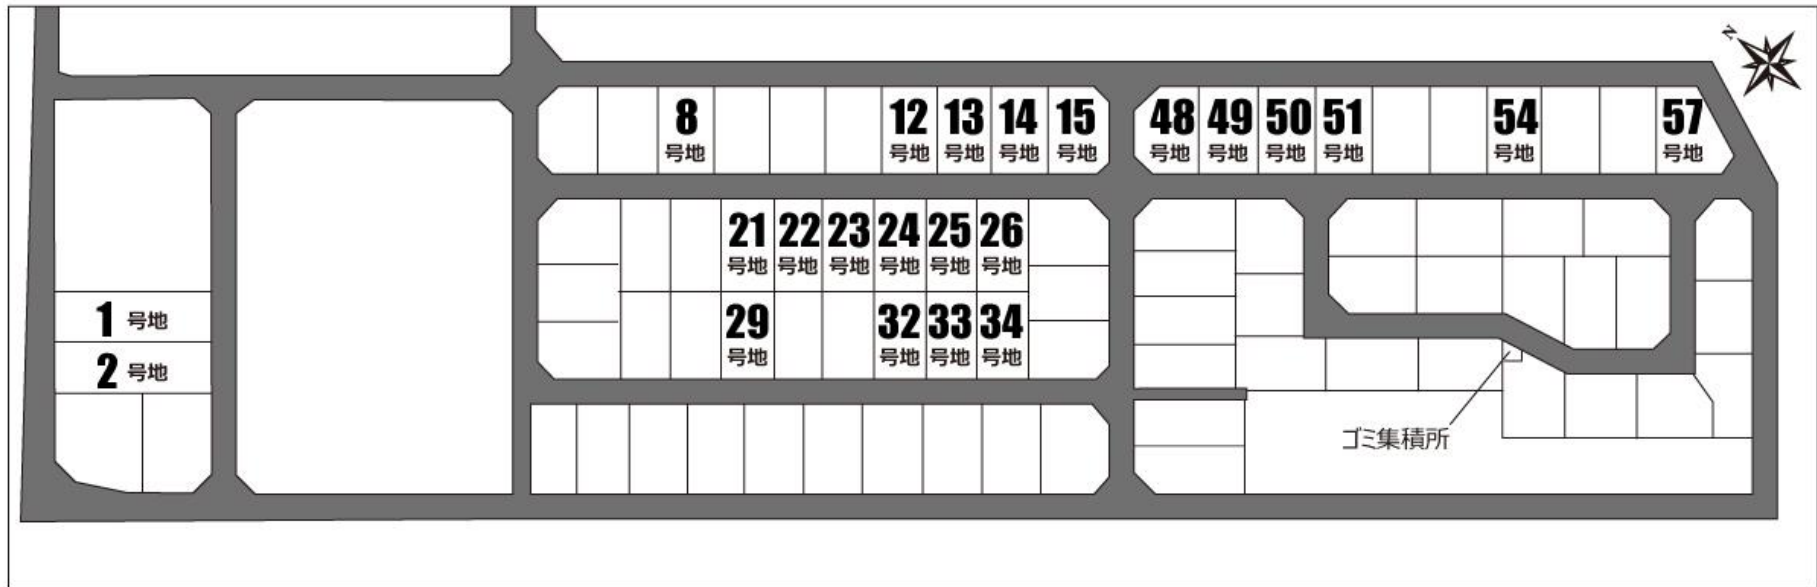 N
8 12 13 14 15 48 49 50 51 54 57
号地 号地 号地 号地 号地 号地 号地 号地 号地 号地 号地
21 22 23 24 25 26
号地 号地 号地 号地 号地 号地
1 号地
29 32 33 34
号地 号地 号地 号地
2 号地
ゴミ集積所